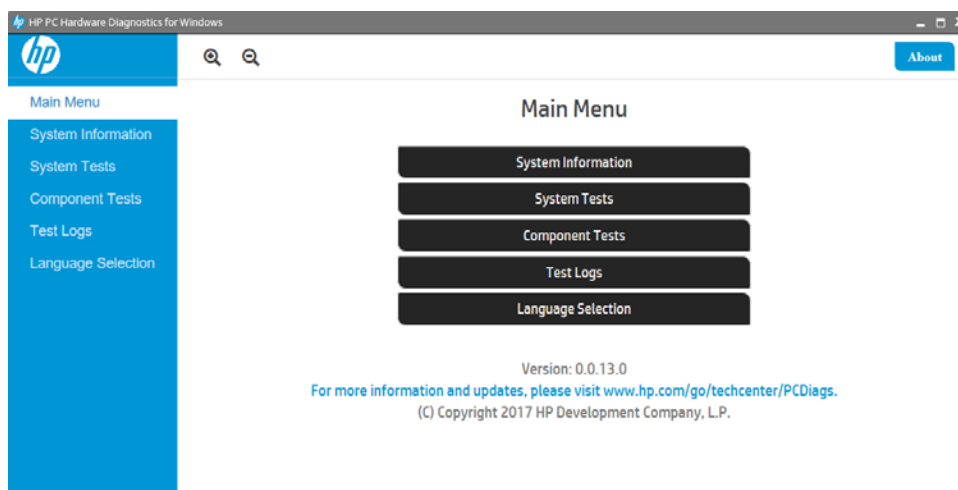 HP PC Hardware Diagnostics for Windows
hp
About
Main Menu
System Information
System Tests
Component Tests
Test Logs
Language Selection
Main Menu
System Information
System Tests
Component Tests
Test Logs
Language Selection
Version: 0.0.13.0
For more information and updates, please visit www.hp.com/go/techcenter/PCDiags.
(C) Copyright 2017 HP Development Company, L.P.